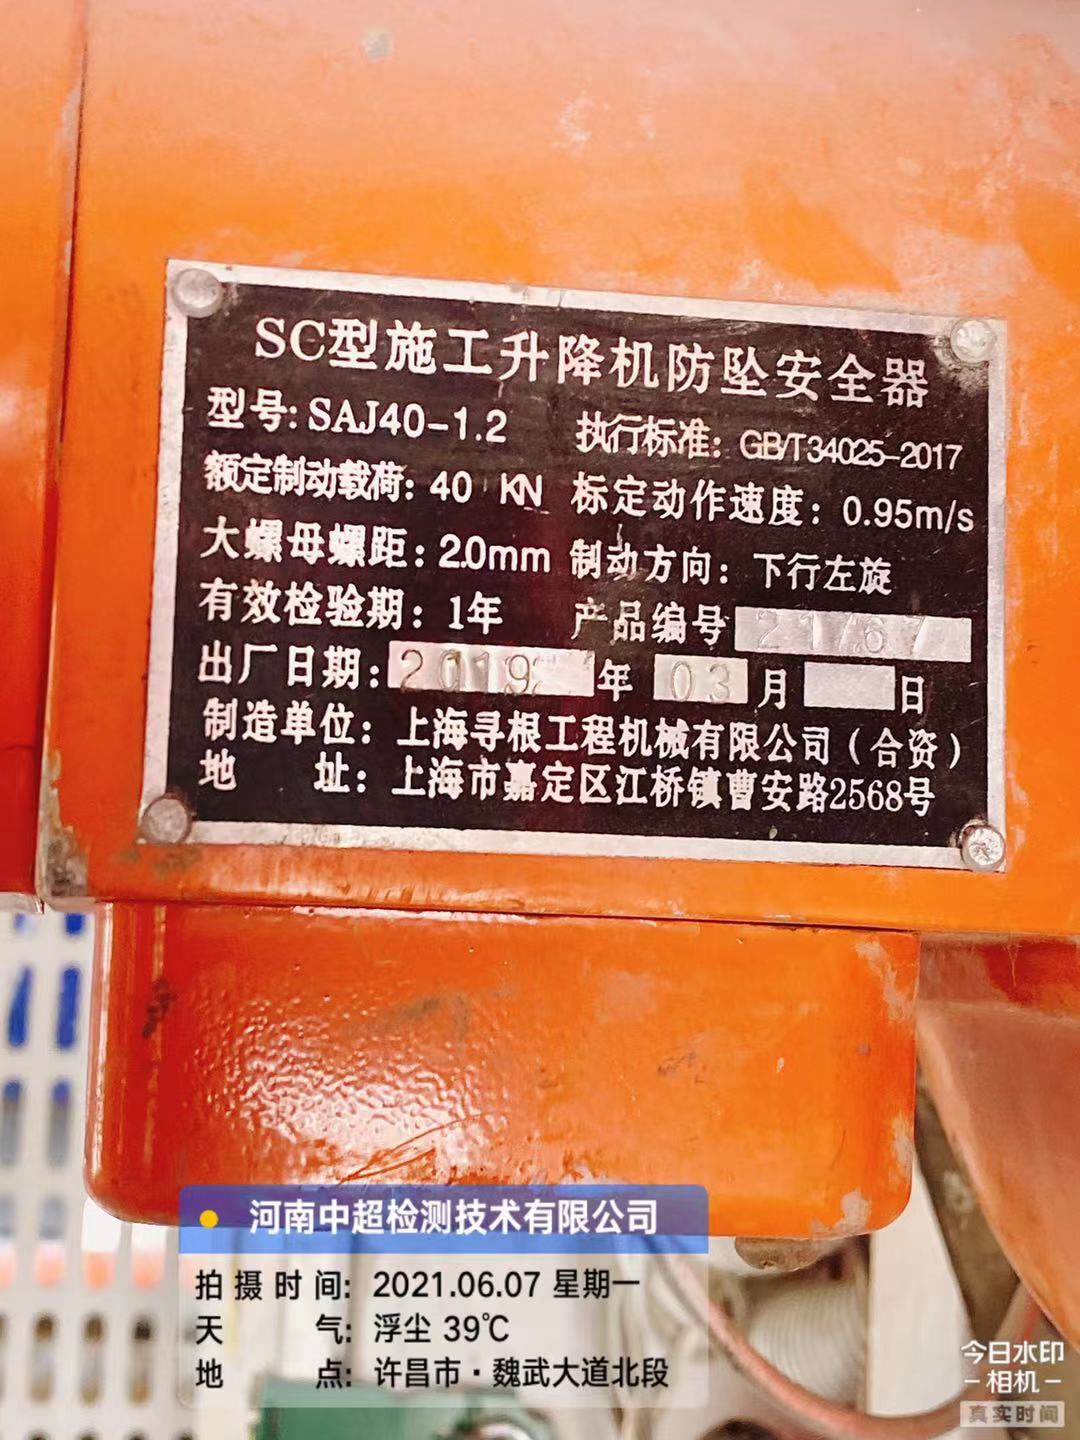 SC型施工升降机防坠安全器
型号:SAJ40-1.2 执行标准:GB/T34025-2017
额定制动载荷:40 KN 标定动作速度:0.95m/s
大螺母螺距:2.0mm 制动方向:下行左旋
有效检验期:1年 产品编号 21767
出厂日期:2019年03月 日
制造单位:上海寻根工程机械有限公司(合资)
地 址:上海市嘉定区江桥镇曹安路2568号
河南中超检测技术有限公司
拍摄时间: 2021.06.07 星期一
天 气: 浮尘 39℃
地 点: 许昌市·魏武大道北段
今日水印
-相机-
真实时间